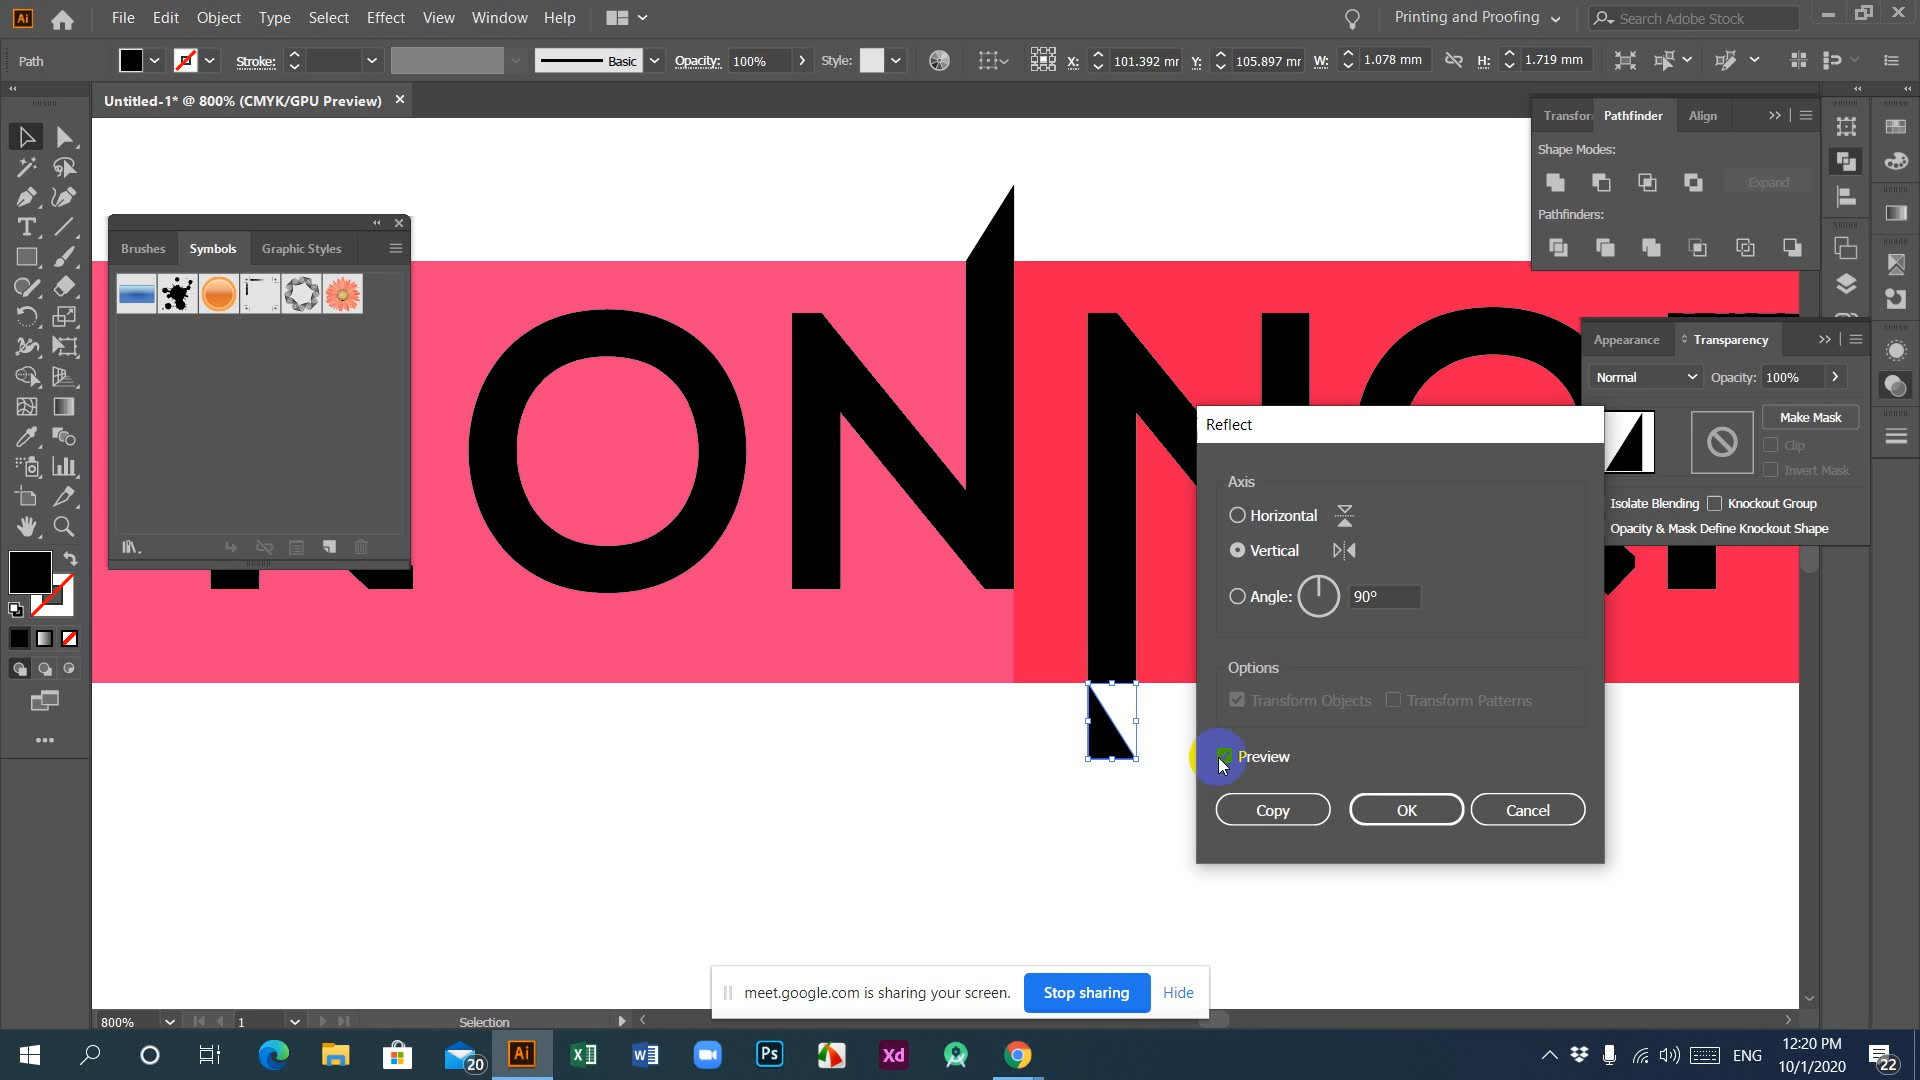 Ai File Edit Object Type Select Effect View Window Help Printing and Proofing Search Adobe Stock
Path Stroke: Basic Opacity: 100% Style: X: 101.392 mr Y: 105.897 mr W: 1.078 mm H: 1.719 mm
Untitled-1* @ 800% (CMYK/GPU Preview)
Transfor Pathfinder Align
Shape Modes:
Expand
Pathfinders:
Brushes Symbols Graphic Styles
Appearance Transparency
Normal Opacity: 100%
Make Mask
Clip
Invert Mask
Isolate Blending Knockout Group
Opacity & Mask Define Knockout Shape
ON
Reflect
Axis
Horizontal
Vertical
Angle: 90°
Options
Transform Objects Transform Patterns
Preview
Copy OK Cancel
meet.google.com is sharing your screen. Stop sharing Hide
800% 1 Selection
20 Ai Ps Xd ENG 12:20 PM
10/1/2020 22